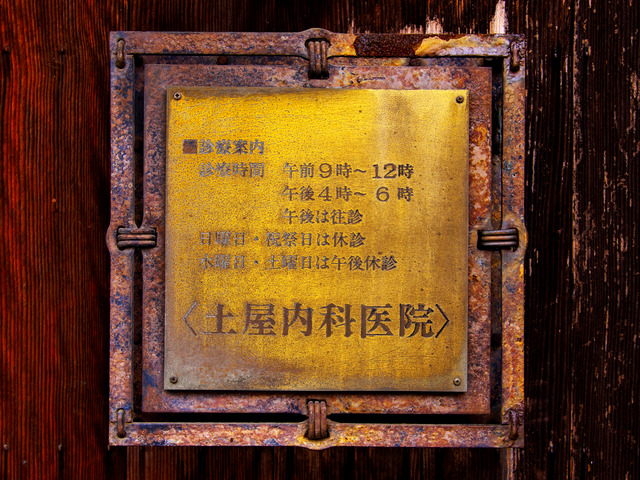 ■診療案内
診療時間 午前9時～12時
午後4時～6時
午後は往診
日曜日・祝祭日は休診
木曜日・土曜日は午後休診
〈土屋内科医院〉